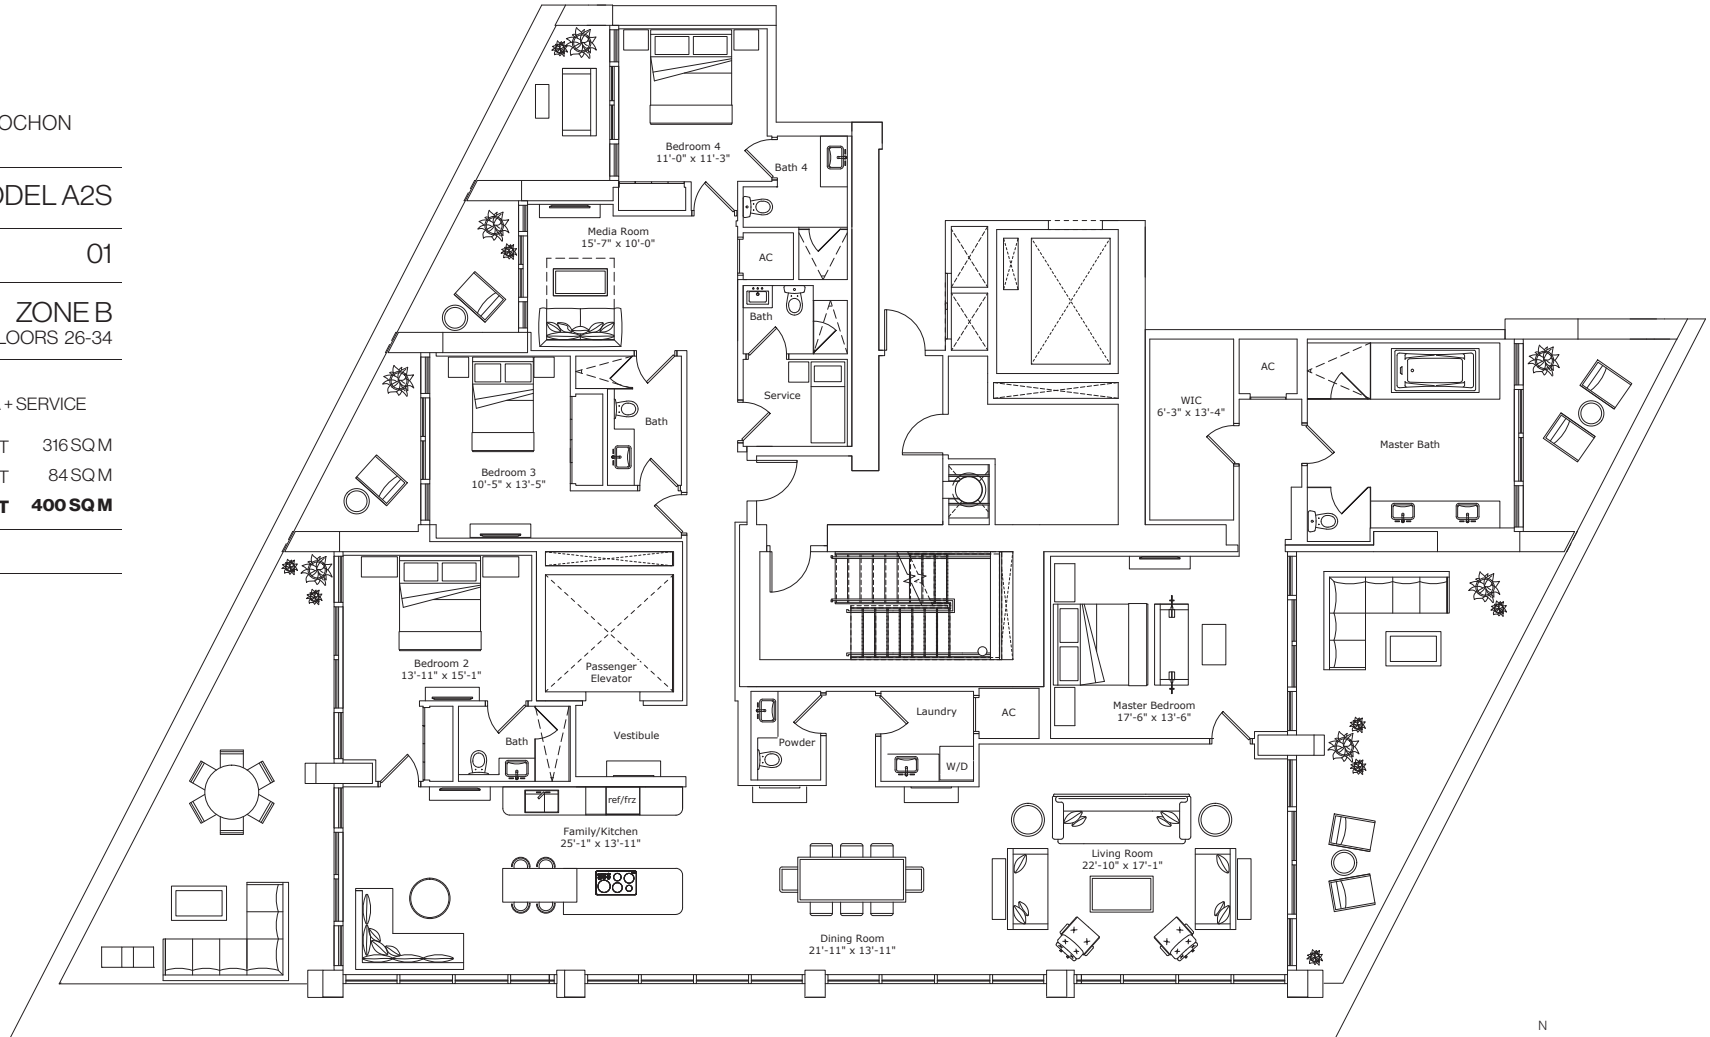 OCHON
ODEL A2S
01
ZONE B
LOORS 26-34
+ SERVICE
T 316 SQ M
T 84 SQ M
T 400 SQ M
Bedroom 4
11'-0" x 11'-3"
Bath 4
Media Room
15'-7" x 10'-0"
AC
Bath
Service
Bath
Bedroom 3
10'-5" x 13'-5"
WIC
6'-3" x 13'-4"
AC
Master Bath
Bedroom 2
13'-11" x 15'-1"
Passenger
Elevator
Bath
Vestibule
Powder
Laundry
AC
W/D
Master Bedroom
17'-6" x 13'-6"
ref/frz
Family/Kitchen
25'-1" x 13'-11"
Living Room
22'-10" x 17'-1"
Dining Room
21'-11" x 13'-11"
N